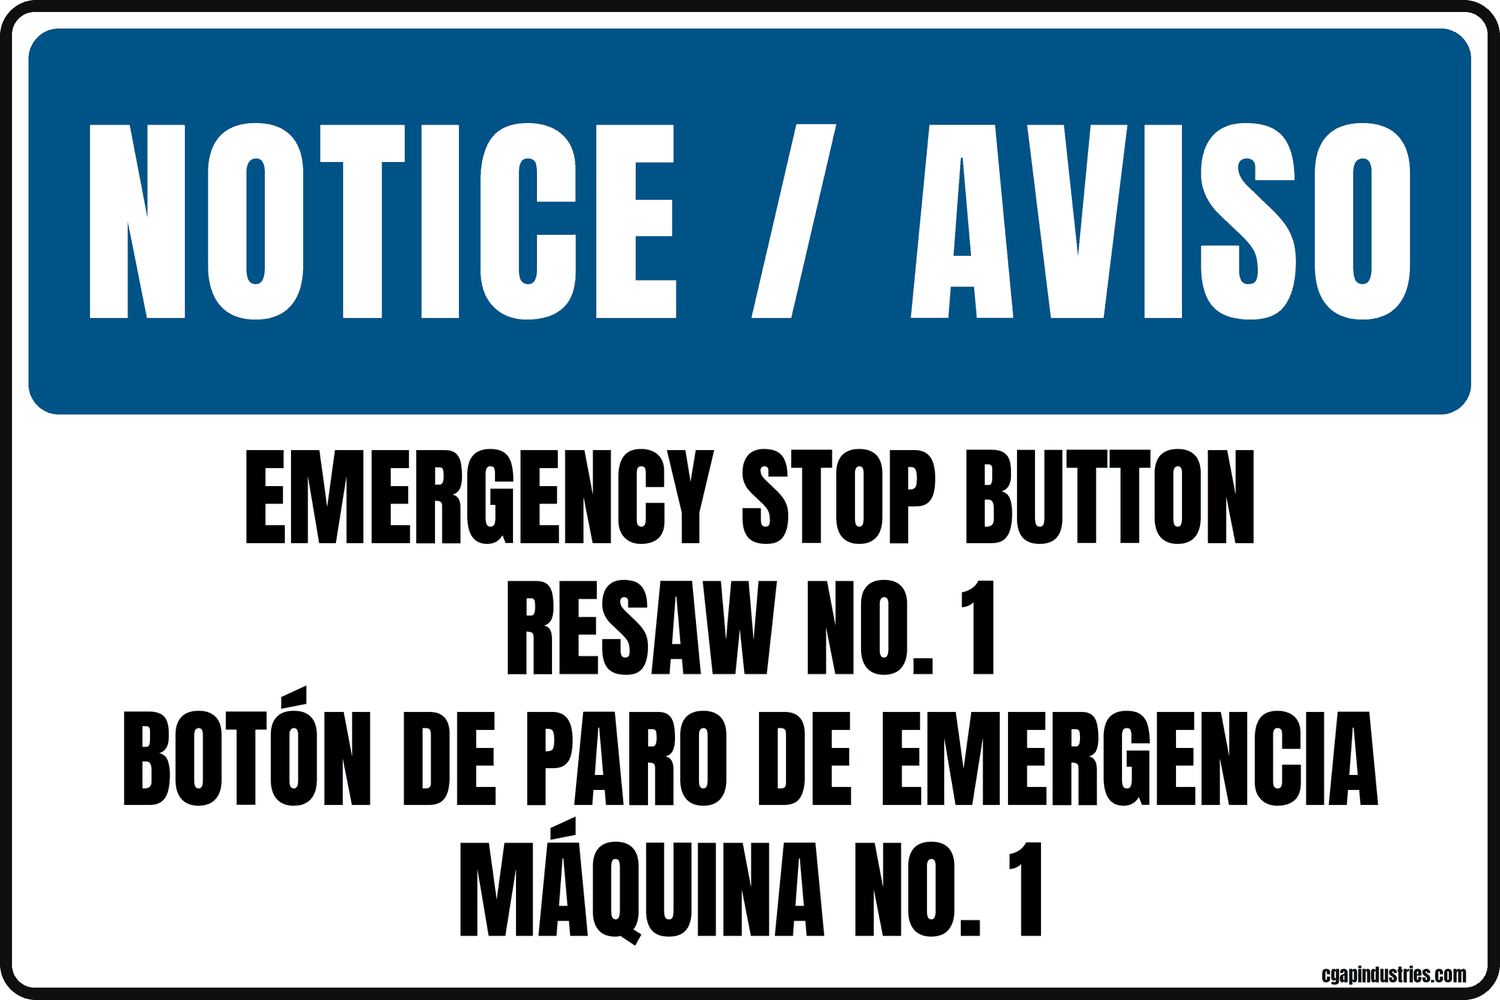 NOTICE / AVISO
EMERGENCY STOP BUTTON
RESAW NO. 1
BOTÓN DE PARO DE EMERGENCIA
MÁQUINA NO. 1
cgapindustries.com